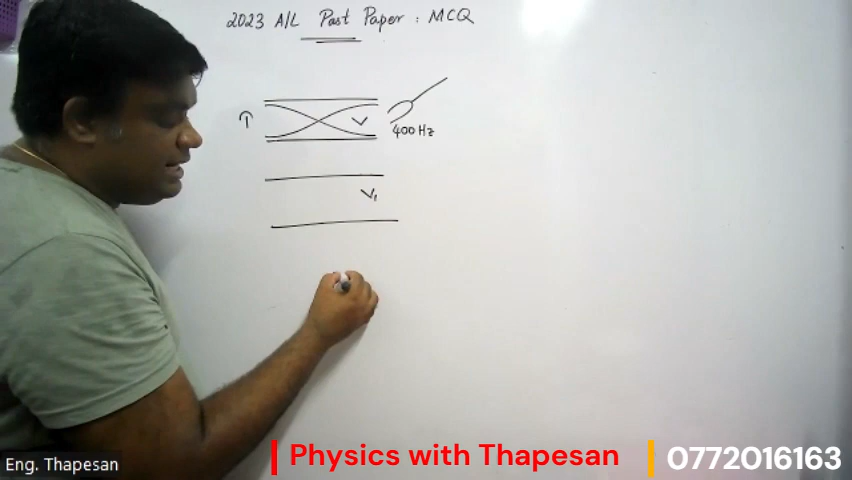 2023 A/L Past Paper : MCQ
T V
400 Hz
V₁
Physics with Thapesan 0772016163
Eng. Thapesan